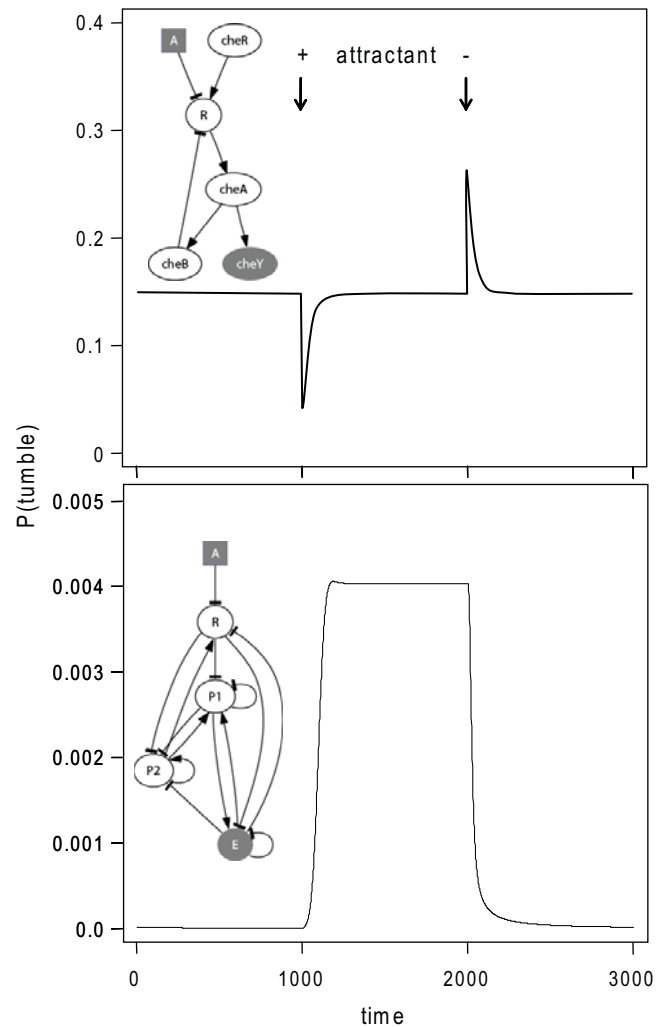 0.4
A
cheR
+ attractant -
R
0.3
cheA
0.2
cheB
cheY
0.1
0
P(tumble)
0.005
A
0.004
R
0.003
P1
0.002
P2
0.001
E
0.0
0
1000
2000
3000
time